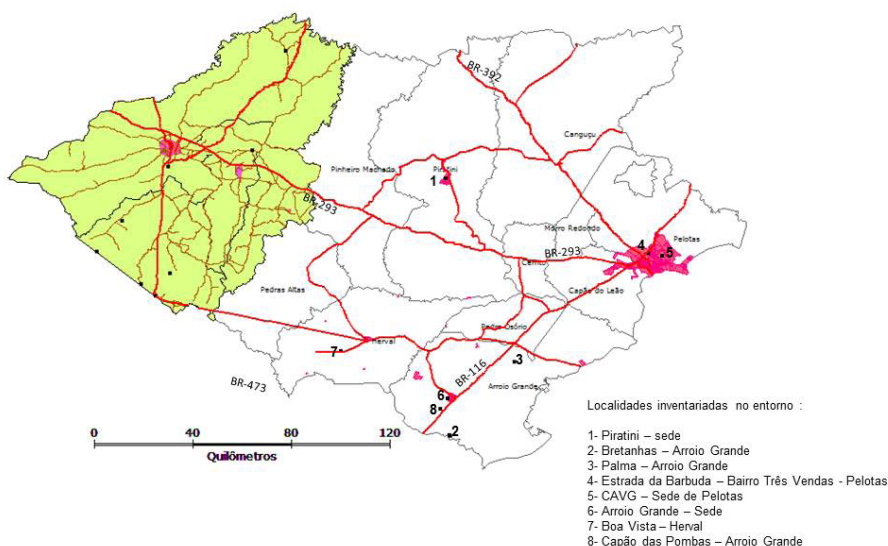 BR-392
Canguçu
Pinheiro Machado
Piratini
1
BR-293
Morro Redondo
Pelotas
4
5
BR-293
Cerrito
Pedras Altas
Capão do Leão
Pedro Osório
Herval
7
3
BR-116
BR-473
Arroio Grande
6
8
2
0 40 80 120
Quilômetros
Localidades inventariadas no entorno :
1- Piratini – sede
2- Bretanhas – Arroio Grande
3- Palma – Arroio Grande
4- Estrada da Barbuda – Bairro Três Vendas - Pelotas
5- CAVG – Sede de Pelotas
6- Arroio Grande – Sede
7- Boa Vista – Herval
8- Capão das Pombas – Arroio Grande